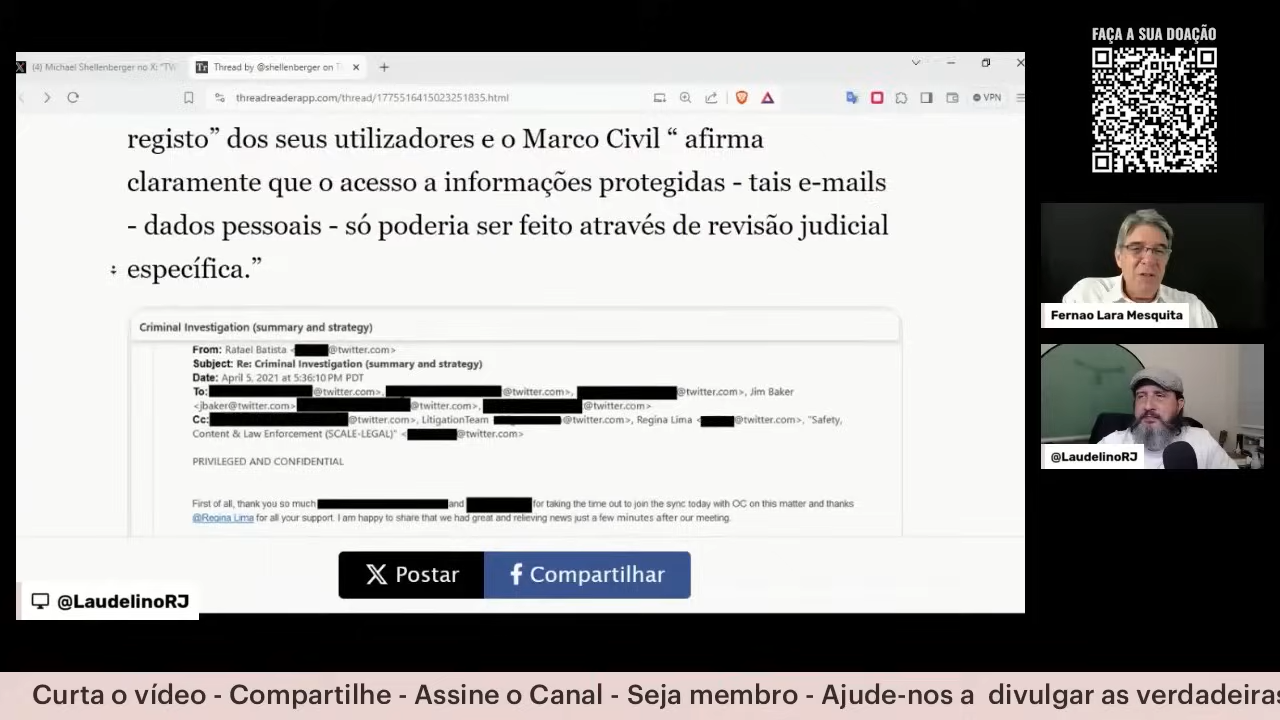 FAÇA A SUA DOAÇÃO
(4) Michael Shellenberger no X: "TW
Thread by @shellenberger on T
threadreaderapp.com/thread/1775516415023251835.html
VPN
registo” dos seus utilizadores e o Marco Civil “ afirma
claramente que o acesso a informações protegidas - tais e-mails
- dados pessoais - só poderia ser feito através de revisão judicial
específica.”
Criminal Investigation (summary and strategy)
From: Rafael Batista < @twitter.com>
Subject: Re: Criminal Investigation (summary and strategy)
Date: April 5, 2021 at 5:36:10 PM PDT
To: @twitter.com>, @twitter.com>, @twitter.com>, Jim Baker
<jbaker@twitter.com> @twitter.com>, @twitter.com>
Cc: @twitter.com>, LitigationTeam @twitter.com>, Regina Lima < @twitter.com>, "Safety,
Content & Law Enforcement (SCALE-LEGAL)" < @twitter.com>
PRIVILEGED AND CONFIDENTIAL
First of all, thank you so much and for taking the time out to join the sync today with OC on this matter and thanks
@Regina Lima for all your support. I am happy to share that we had great and relieving news just a few minutes after our meeting.
Postar
Compartilhar
@LaudelinoRJ
Fernao Lara Mesquita
@LaudelinoRJ
Curta o vídeo - Compartilhe - Assine o Canal - Seja membro - Ajude-nos a divulgar as verdadeiras